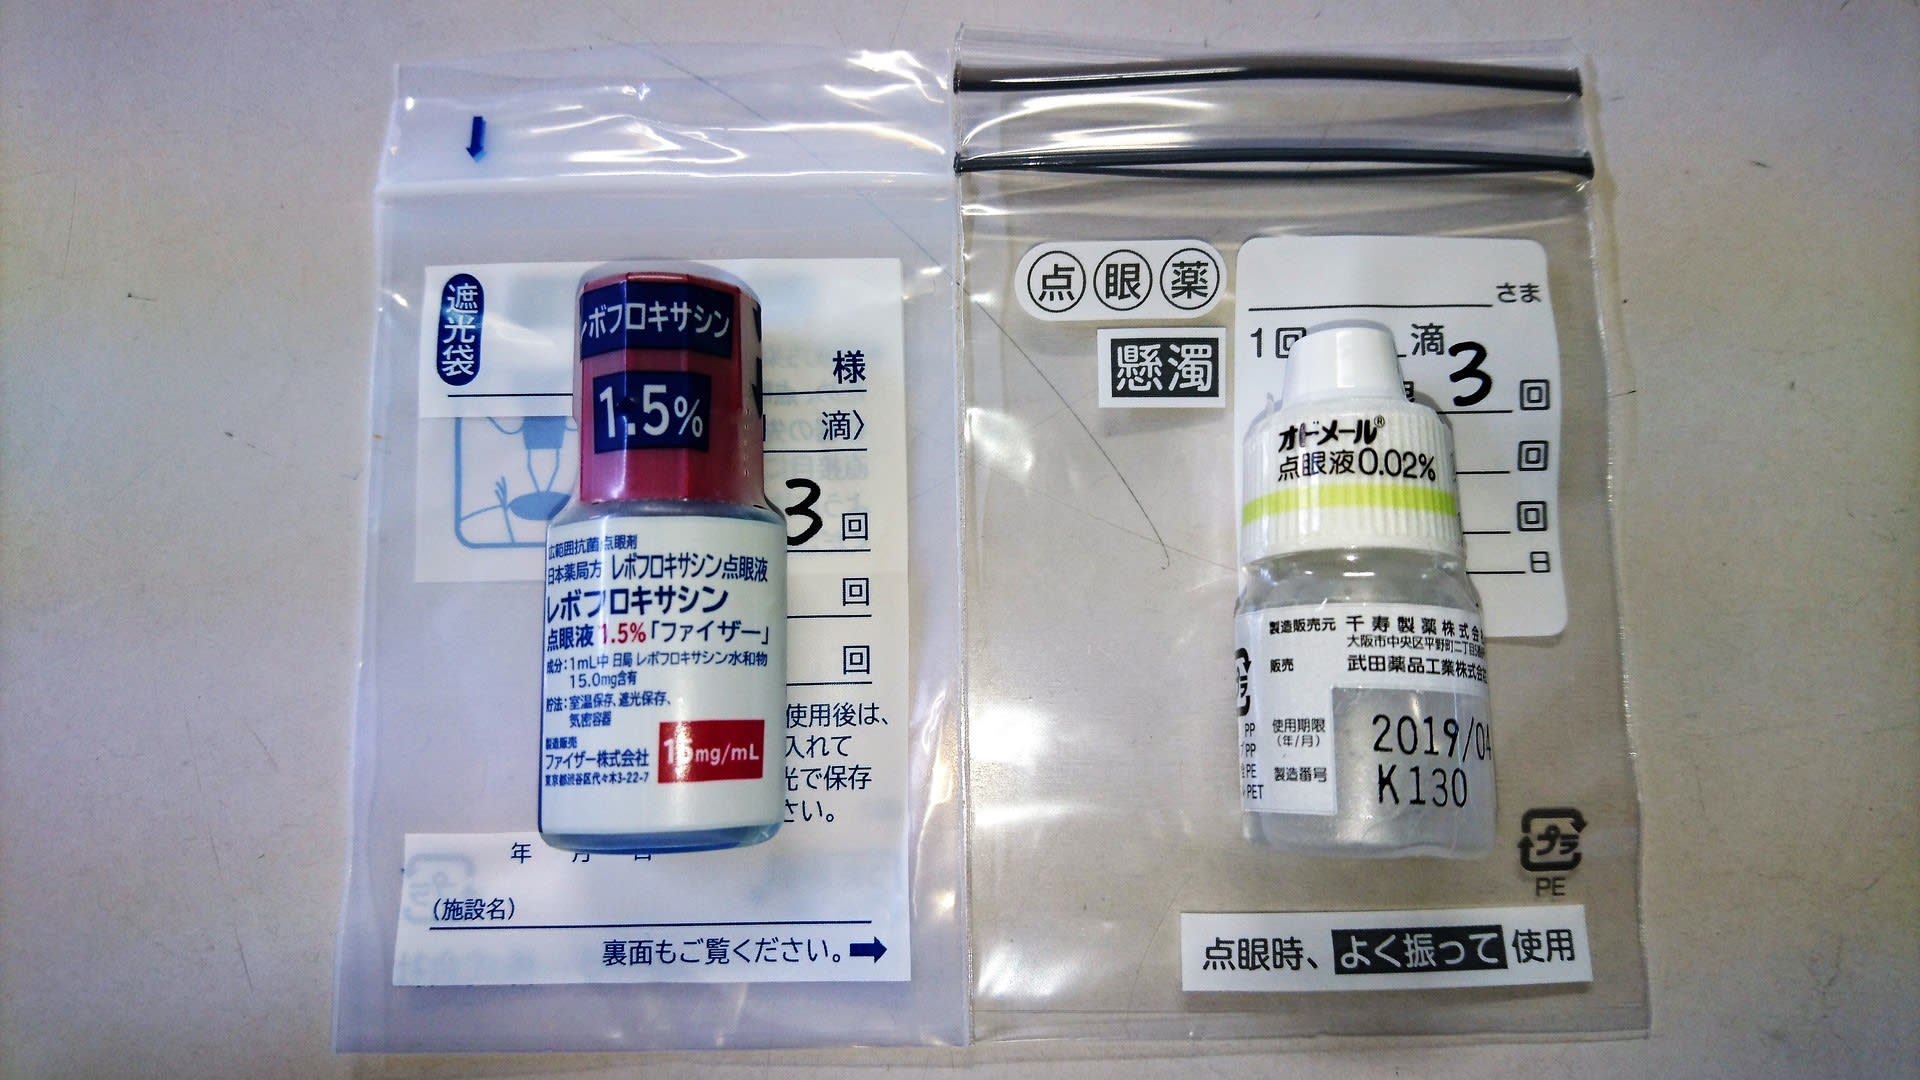 遮光袋
様
滴〉
3回
回
回
使用後は、
入れて
光で保存
さい。
年 月 日
(施設名)
裏面もご覧ください。
レボフロキサシン
1.5%
広範囲抗菌点眼剤
日本薬局方 レボフロキサシン点眼液
レボフロキサシン
点眼液1.5%「ファイザー」
成分:1mL中 日局 レボフロキサシン水和物
15.0mg含有
貯法:室温保存、遮光保存、
気密容器
製造販売
ファイザー株式会社
東京都渋谷区代々木3-22-7
15mg/mL
点眼薬
懸濁
さま
1回 滴
3回
回
回
日
オドメール®
点眼液0.02%
製造販売元 千寿製薬株式会
大阪市中央区平野町二丁目5
販売 武田薬品工業株式会
使用期限
(年/月)
2019/04
製造番号
K130
プラ
PP
PP
PE
PET
プラ
PE
点眼時、よく振って使用